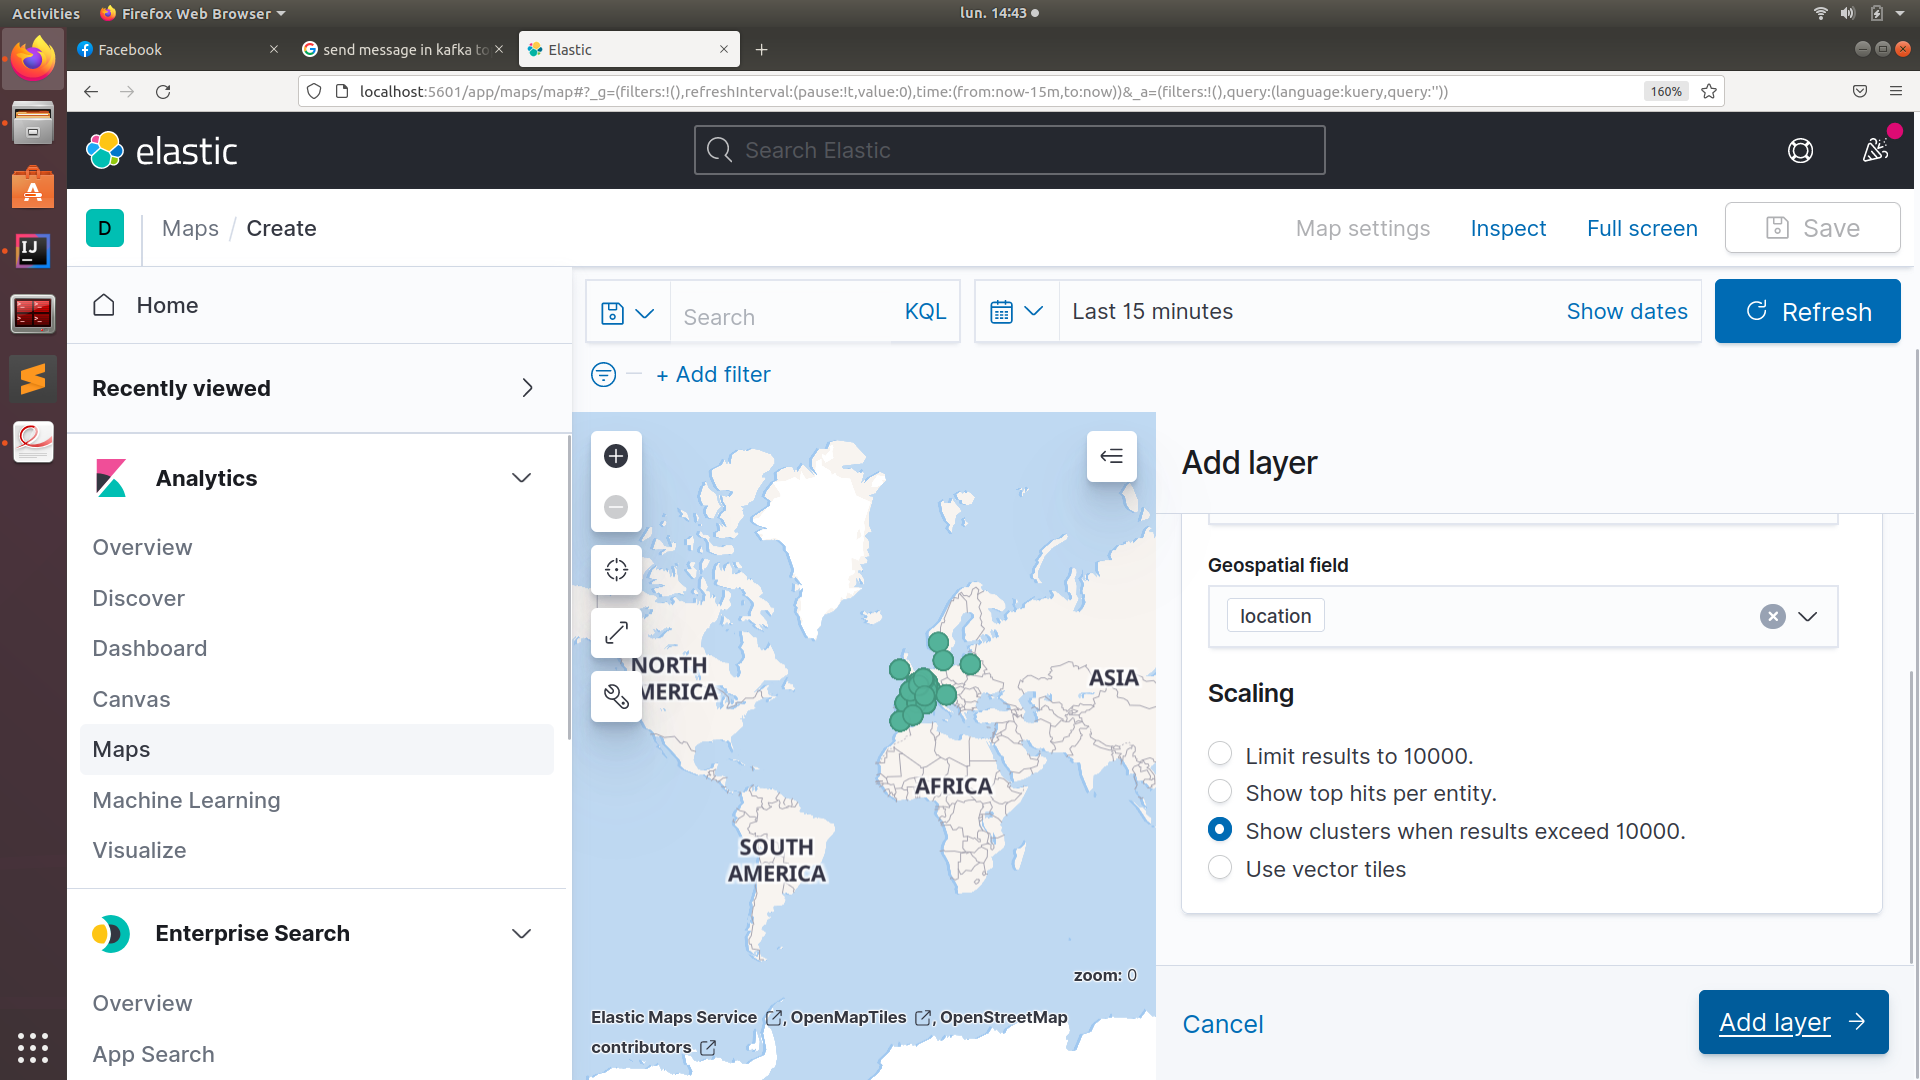 Activities
Firefox Web Browser
lun. 14:43
Facebook
send message in kafka to
Elastic
localhost:5601/app/maps/map#?_g=(filters:!(),refreshInterval:(pause:!t,value:0),time:(from:now-15m,to:now))&_a=(filters:!(),query:(language:kuery,query:''))
160%
elastic
Search Elastic
D
Maps / Create
Map settings
Inspect
Full screen
Save
Home
Recently viewed
Analytics
Overview
Discover
Dashboard
Canvas
Maps
Machine Learning
Visualize
Enterprise Search
Overview
App Search
Search
KQL
Last 15 minutes
Show dates
Refresh
+ Add filter
NORTH
MERICA
ASIA
AFRICA
SOUTH
AMERICA
zoom: 0
Elastic Maps Service , OpenMapTiles , OpenStreetMap
contributors
Add layer
Geospatial field
location
Scaling
Limit results to 10000.
Show top hits per entity.
Show clusters when results exceed 10000.
Use vector tiles
Cancel
Add layer